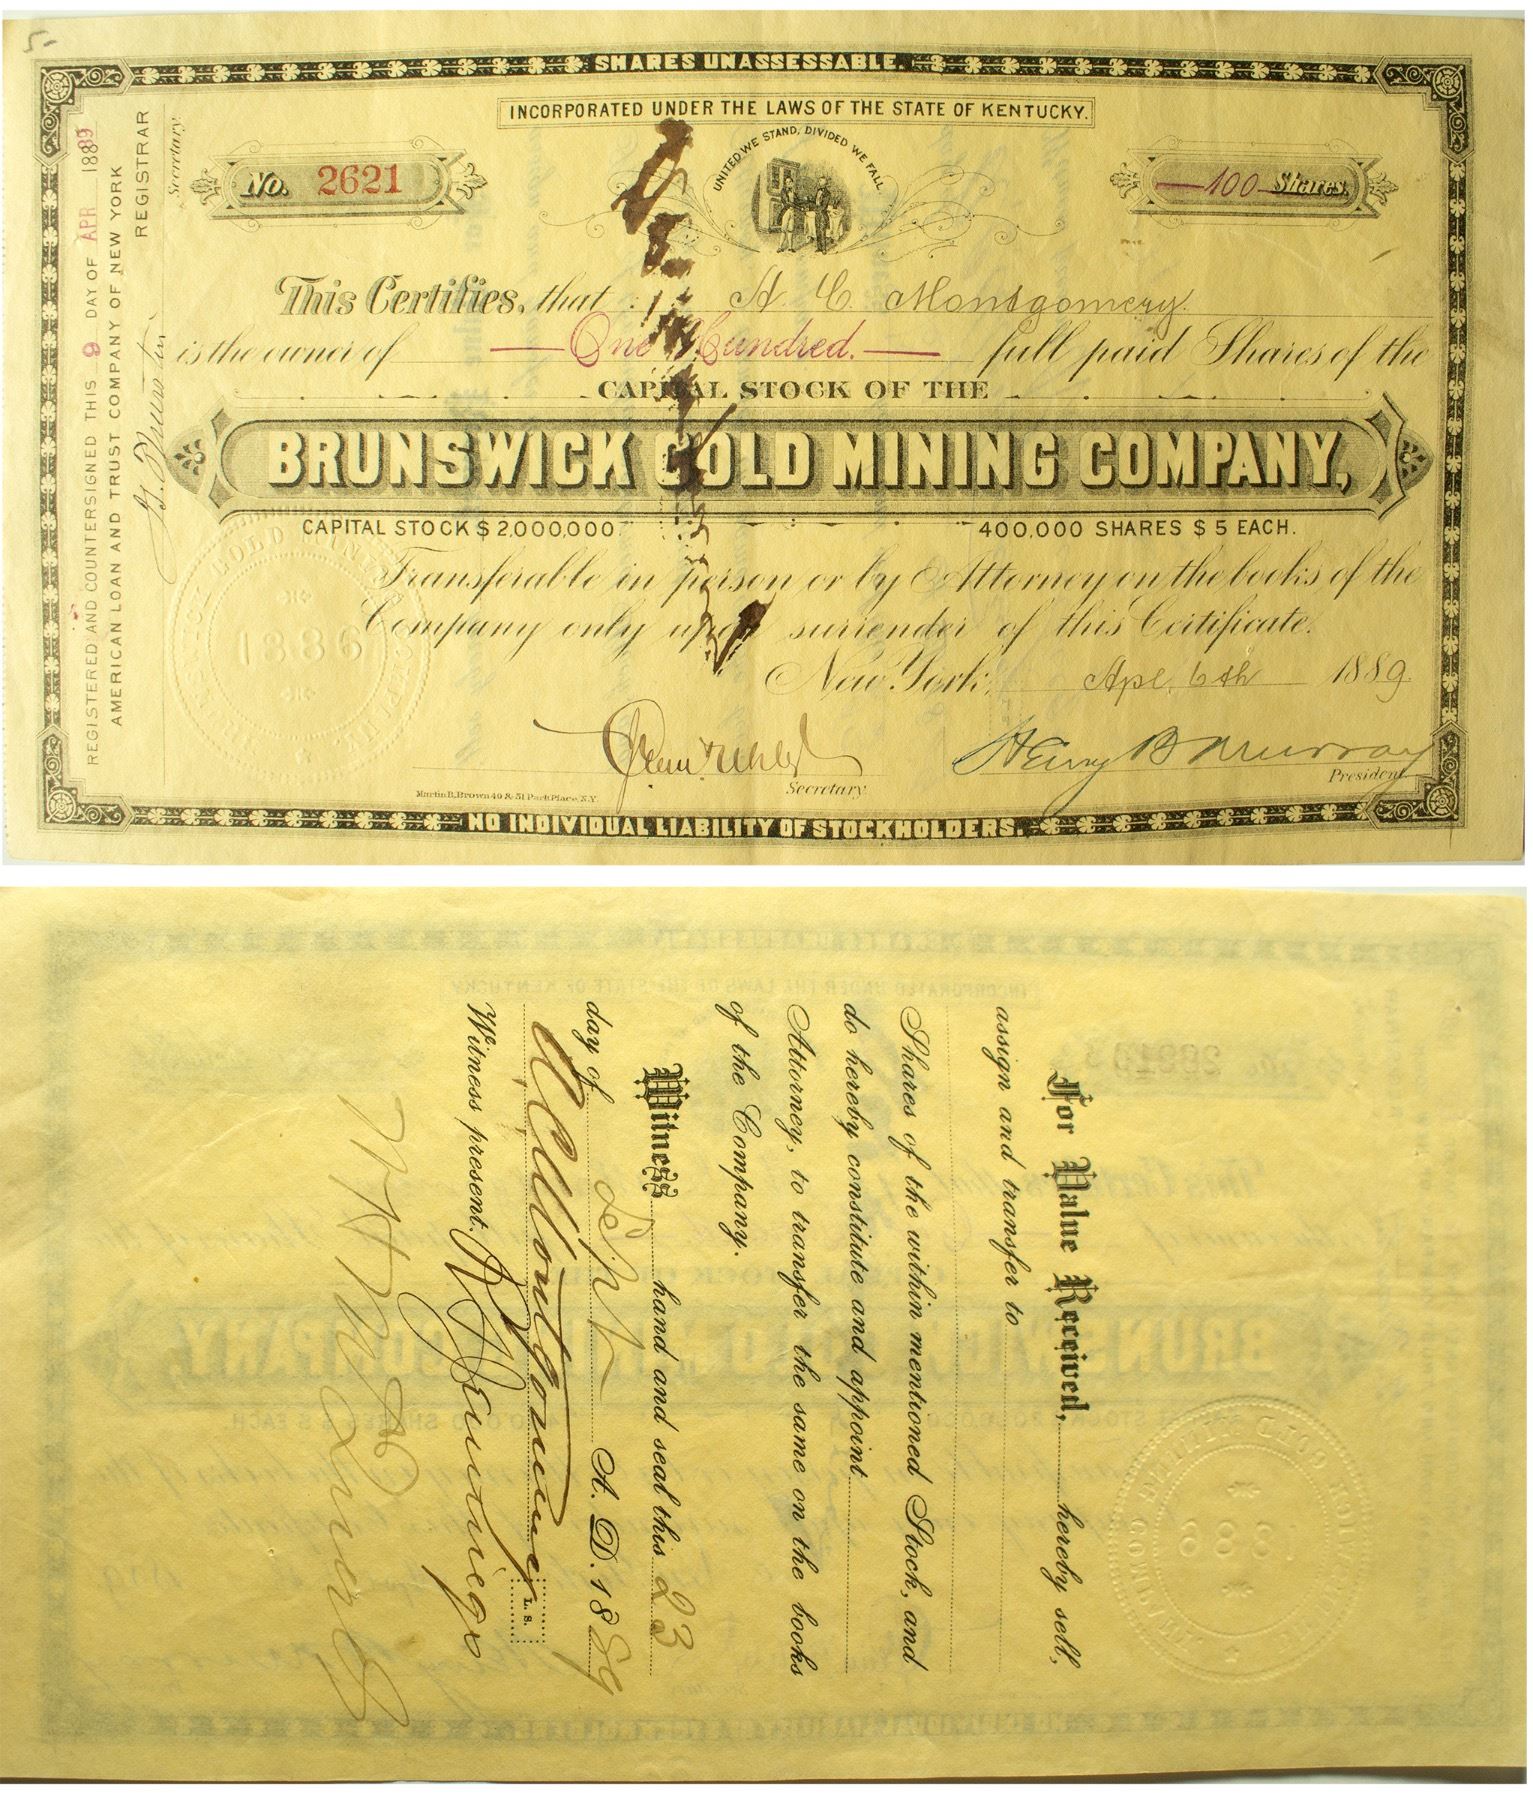 5-
SHARES UNASSESSABLE.
INCORPORATED UNDER THE LAWS OF THE STATE OF KENTUCKY.
UNITED WE STAND, DIVIDED WE FALL
No. 2621
100 Shares.
This Certifies, that A. C. Montgomery
is the owner of One Hundred. full paid Shares of the
CAPITAL STOCK OF THE
BRUNSWICK GOLD MINING COMPANY,
CAPITAL STOCK $2,000,000
400,000 SHARES $5 EACH.
Transferable in person or by Attorney on the books of the
Company only upon surrender of this Certificate.
New York, Apl. 6th 1889.
Secretary
Henry B Murray
President
Martin B. Brown 49 & 51 Park Place, N.Y.
NO INDIVIDUAL LIABILITY OF STOCKHOLDERS.
REGISTERED AND COUNTERSIGNED THIS 9 DAY OF APR 1889
AMERICAN LOAN AND TRUST COMPANY OF NEW YORK
REGISTRAR
Secretary.
BRUNSWICK GOLD MINING COMPANY
1886
For Value Received, hereby sell,
assign and transfer to
Shares of the within mentioned Stock, and
do hereby constitute and appoint
Attorney, to transfer the same on the books
of the Company.
Witness hand and seal this 23
day of Sept A. D. 1889
A C Montgomery L. S.
Witness present.